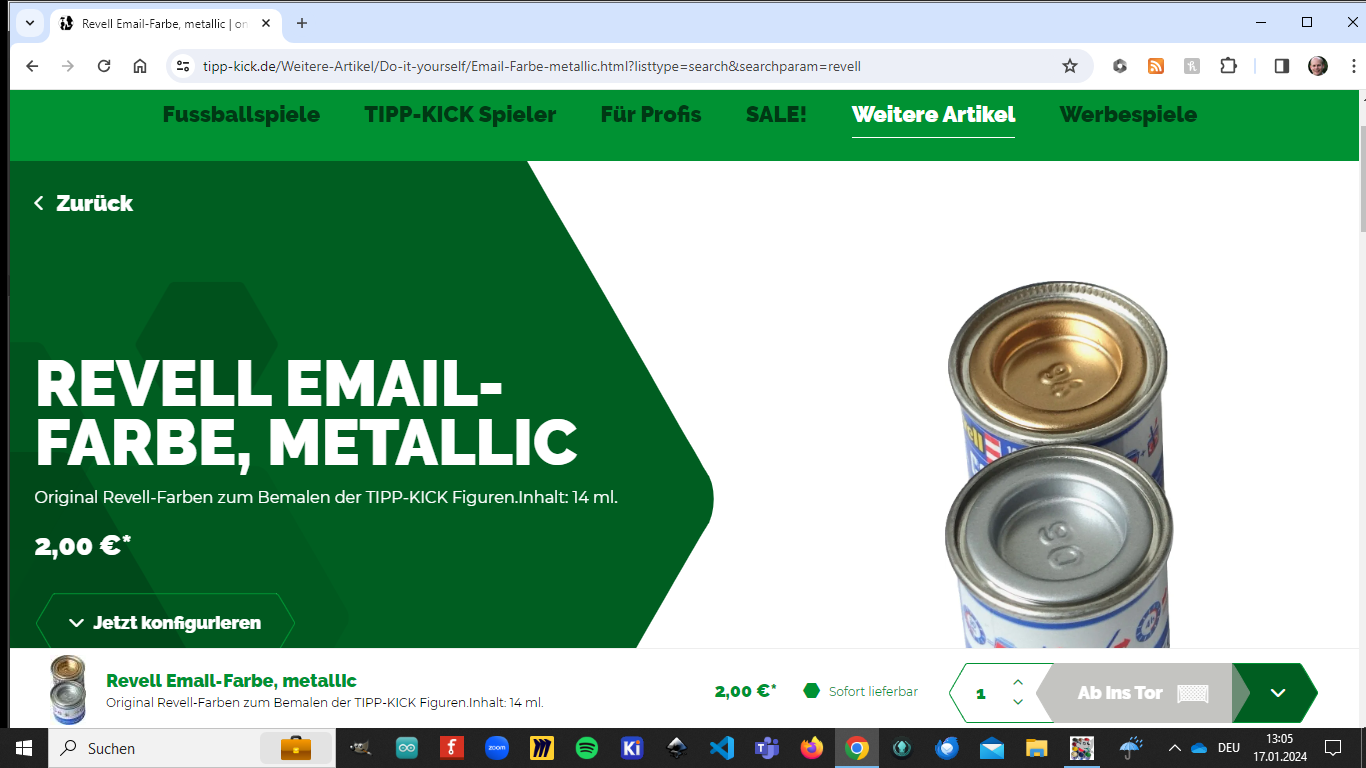 Revell Email-Farbe, metallic | on
tipp-kick.de/Weitere-Artikel/Do-it-yourself/Email-Farbe-metallic.html?listtype=search&searchparam=revell
Fussballspiele TIPP-KICK Spieler Für Profis SALE! Weitere Artikel Werbespiele
Zurück
REVELL EMAIL-
FARBE, METALLIC
Original Revell-Farben zum Bemalen der TIPP-KICK Figuren.Inhalt: 14 ml.
2,00 €*
Jetzt konfigurieren
90
Revell Email-Farbe, metallic
Original Revell-Farben zum Bemalen der TIPP-KICK Figuren.Inhalt: 14 ml.
2,00 €*
Sofort lieferbar
1
Ab ins Tor
Suchen
zoom
Ki
DEU
13:05
17.01.2024